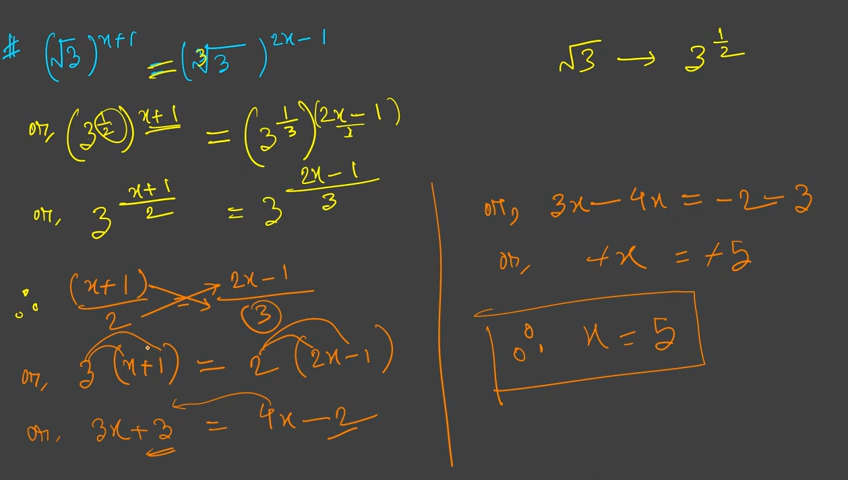 # (√3)^(x+1) = (∛3)^(2x-1)
√3 → 3^(1/2)
or, (3^(1/2))^(x+1) = (3^(1/3))^((2x-1)/1)
or, 3^((x+1)/2) = 3^((2x-1)/3)
∴ (x+1)/2 = (2x-1)/3
or, 3(x+1) = 2(2x-1)
or, 3x+3 = 4x-2
or, 3x-4x = -2-3
or, +x = +5
∴ x = 5